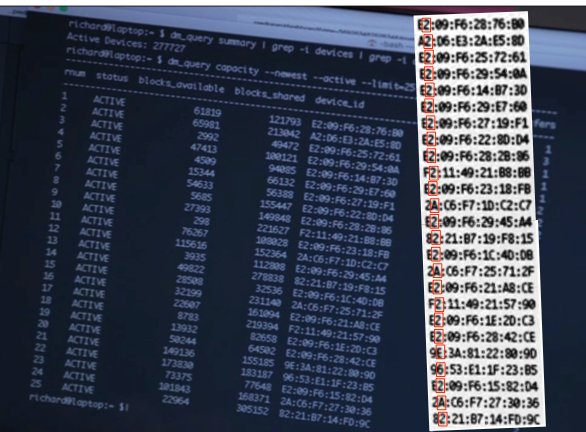 richard@laptop:~ $ dm_query summary | grep -i devices | grep -i
Active Devices: 277727
richard@laptop:~ $ dm_query capacity --newest --active --limit=25
rnum status blocks_available blocks_shared device_id
1 ACTIVE 61819 121793 E2:09:F6:28:76:B0
2 ACTIVE 65981 213042 A2:D6:E3:2A:E5:8D
3 ACTIVE 2992 49472 E2:09:F6:25:72:61
4 ACTIVE 47413 100121 E2:09:F6:29:54:0A
5 ACTIVE 4509 94085 E2:09:F6:14:B7:3D
6 ACTIVE 15344 66132 E2:09:F6:29:E7:60
7 ACTIVE 54633 56388 E2:09:F6:27:19:F1
8 ACTIVE 5685 155447 E2:09:F6:22:8D:D4
9 ACTIVE 27393 149848 E2:09:F6:28:2B:86
10 ACTIVE 298 221627 F2:11:49:21:B8:BB
11 ACTIVE 76267 108028 E2:09:F6:23:18:FB
12 ACTIVE 115616 152364 2A:C6:F7:1D:C2:C7
13 ACTIVE 3935 112808 E2:09:F6:29:45:A4
14 ACTIVE 49822 278838 82:21:B7:19:F8:15
15 ACTIVE 28508 32536 E2:09:F6:1C:4D:DB
16 ACTIVE 32199 231140 2A:C6:F7:25:71:2F
17 ACTIVE 22607 161094 E2:09:F6:21:A8:CE
18 ACTIVE 8783 219394 F2:11:49:21:57:90
19 ACTIVE 13932 82658 E2:09:F6:1E:2D:C3
20 ACTIVE 50244 64502 E2:09:F6:28:42:CE
21 ACTIVE 149136 155185 9E:3A:81:22:80:9D
22 ACTIVE 173830 183187 96:53:E1:1F:23:B5
23 ACTIVE 73375 77648 E2:09:F6:15:82:D4
24 ACTIVE 101843 168371 2A:C6:F7:27:30:36
25 ACTIVE 22964 305152 82:21:B7:14:FD:9C
richard@laptop:~ $
E2:09:F6:28:76:B0
A2:D6:E3:2A:E5:8D
E2:09:F6:25:72:61
E2:09:F6:29:54:0A
E2:09:F6:14:B7:3D
E2:09:F6:29:E7:60
E2:09:F6:27:19:F1
E2:09:F6:22:8D:D4
E2:09:F6:28:2B:86
F2:11:49:21:B8:BB
E2:09:F6:23:18:FB
2A:C6:F7:1D:C2:C7
E2:09:F6:29:45:A4
82:21:B7:19:F8:15
E2:09:F6:1C:4D:DB
2A:C6:F7:25:71:2F
E2:09:F6:21:A8:CE
F2:11:49:21:57:90
E2:09:F6:1E:2D:C3
E2:09:F6:28:42:CE
9E:3A:81:22:80:9D
96:53:E1:1F:23:B5
E2:09:F6:15:82:D4
2A:C6:F7:27:30:36
82:21:B7:14:FD:9C